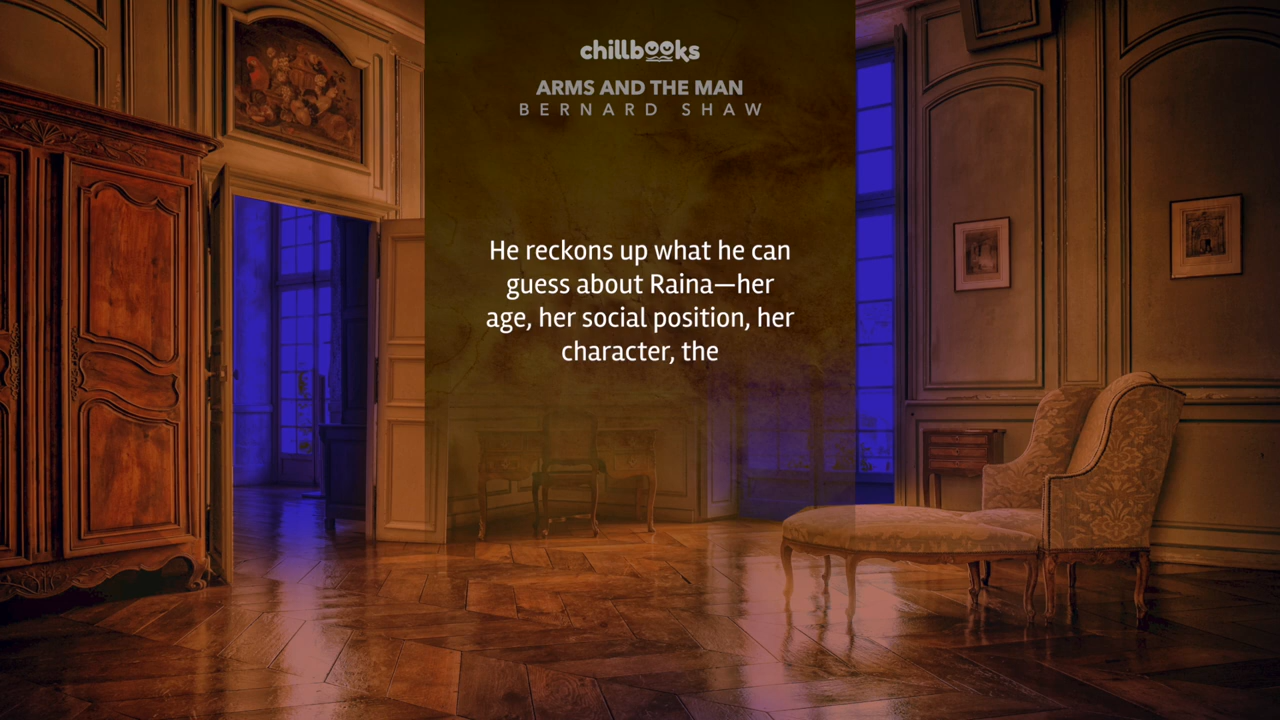 chillbooks
ARMS AND THE MAN
BERNARD SHAW
He reckons up what he can
guess about Raina—her
age, her social position, her
character, the